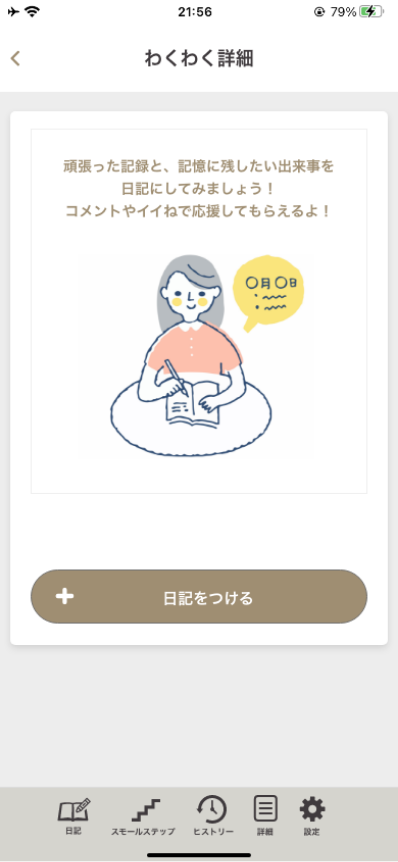 21:56
79%
わくわく詳細
頑張った記録と、記憶に残したい出来事を
日記にしてみましょう！
コメントやイイねで応援してもらえるよ！
〇月〇日
日記をつける
日記 スモールステップ ヒストリー 詳細 設定